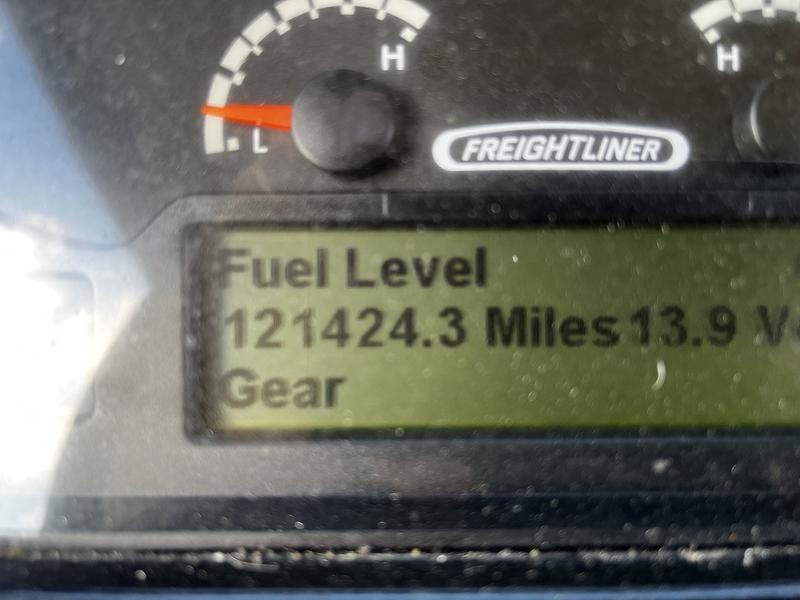 H
H
L
FREIGHTLINER
Fuel Level
121424.3 Miles 13.9
Gear